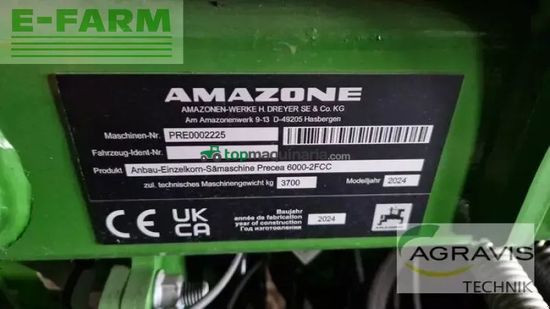 E-FARM
AMAZONE
AMAZONEN-WERKE H. DREYER SE & Co. KG
Am Amazonenwerk 9-13 D-49205 Hasbergen
Maschinen-Nr. PRE0002225
Fahrzeug-Ident-Nr.
topmaquinaria.com
Produkt Anbau-Einzelkorn-Sämaschine Precea 6000-2FCC
zul. technisches Maschinengewicht kg 3700 Modelljahr 2024
CE UK CA
Baujahr
année de fabrication
year of construction
Год изготовления
2024
AGRAVIS
TECHNIK